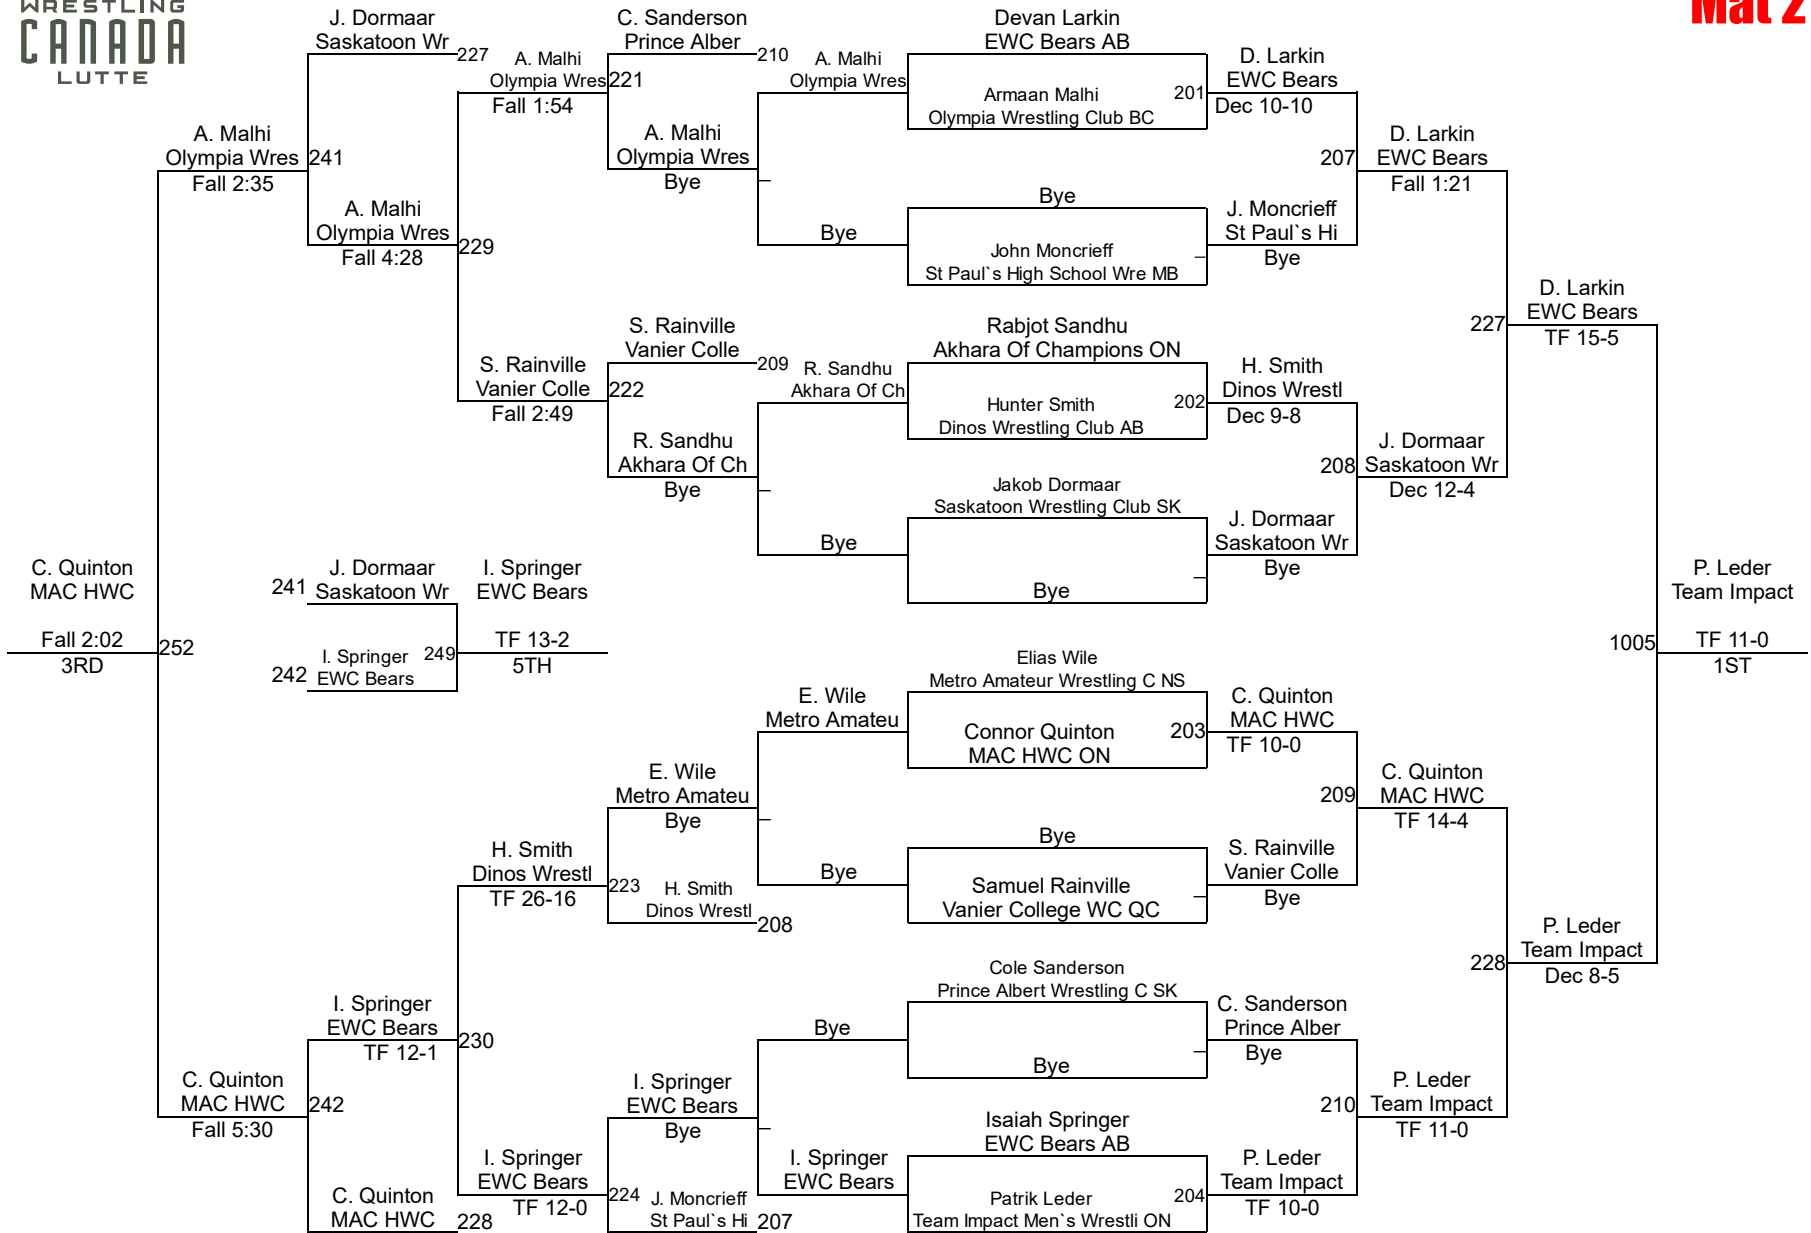 WRESTLING
CANADA
LUTTE
Mat 2
J. Dormaar
Saskatoon Wr
227
A. Malhi
Olympia Wres
Fall 1:54
C. Sanderson
Prince Alber
210
221
A. Malhi
Olympia Wres
Devan Larkin
EWC Bears AB
Armaan Malhi
Olympia Wrestling Club BC
201
D. Larkin
EWC Bears
Dec 10-10
A. Malhi
Olympia Wres
Fall 2:35
241
A. Malhi
Olympia Wres
Bye
207
D. Larkin
EWC Bears
Fall 1:21
A. Malhi
Olympia Wres
Fall 4:28
229
Bye
Bye
John Moncrieff
St Paul`s High School Wre MB
J. Moncrieff
St Paul`s Hi
Bye
227
D. Larkin
EWC Bears
TF 15-5
S. Rainville
Vanier Colle
Fall 2:49
S. Rainville
Vanier Colle
209
222
R. Sandhu
Akhara Of Ch
Rabjot Sandhu
Akhara Of Champions ON
Hunter Smith
Dinos Wrestling Club AB
202
H. Smith
Dinos Wrestl
Dec 9-8
R. Sandhu
Akhara Of Ch
Bye
208
J. Dormaar
Saskatoon Wr
Dec 12-4
Bye
Jakob Dormaar
Saskatoon Wrestling Club SK
Bye
J. Dormaar
Saskatoon Wr
Bye
C. Quinton
MAC HWC
Fall 2:02
3RD
252
241
J. Dormaar
Saskatoon Wr
242
I. Springer
EWC Bears
249
I. Springer
EWC Bears
TF 13-2
5TH
1005
P. Leder
Team Impact
TF 11-0
1ST
E. Wile
Metro Amateu
Elias Wile
Metro Amateur Wrestling C NS
Connor Quinton
MAC HWC ON
203
C. Quinton
MAC HWC
TF 10-0
E. Wile
Metro Amateu
Bye
209
C. Quinton
MAC HWC
TF 14-4
H. Smith
Dinos Wrestl
TF 26-16
223
H. Smith
Dinos Wrestl
208
Bye
Bye
Samuel Rainville
Vanier College WC QC
S. Rainville
Vanier Colle
Bye
228
P. Leder
Team Impact
Dec 8-5
I. Springer
EWC Bears
TF 12-1
230
Bye
Cole Sanderson
Prince Albert Wrestling C SK
Bye
C. Sanderson
Prince Alber
Bye
C. Quinton
MAC HWC
Fall 5:30
242
I. Springer
EWC Bears
Bye
210
P. Leder
Team Impact
TF 11-0
C. Quinton
MAC HWC
228
I. Springer
EWC Bears
TF 12-0
224
J. Moncrieff
St Paul`s Hi
207
I. Springer
EWC Bears
Isaiah Springer
EWC Bears AB
Patrik Leder
Team Impact Men`s Wrestli ON
204
P. Leder
Team Impact
TF 10-0